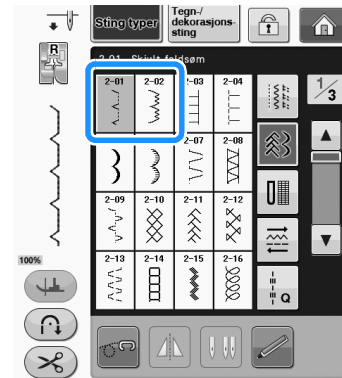 Sting typer
Tegn-/
dekorasjons-
sting
R
2-01 Skjult faldsøm
2-01 2-02 2-03 2-04
1/3
2-07 2-08
2-09 2-10 2-11 2-12
100%
2-13 2-14 2-15 2-16
Q